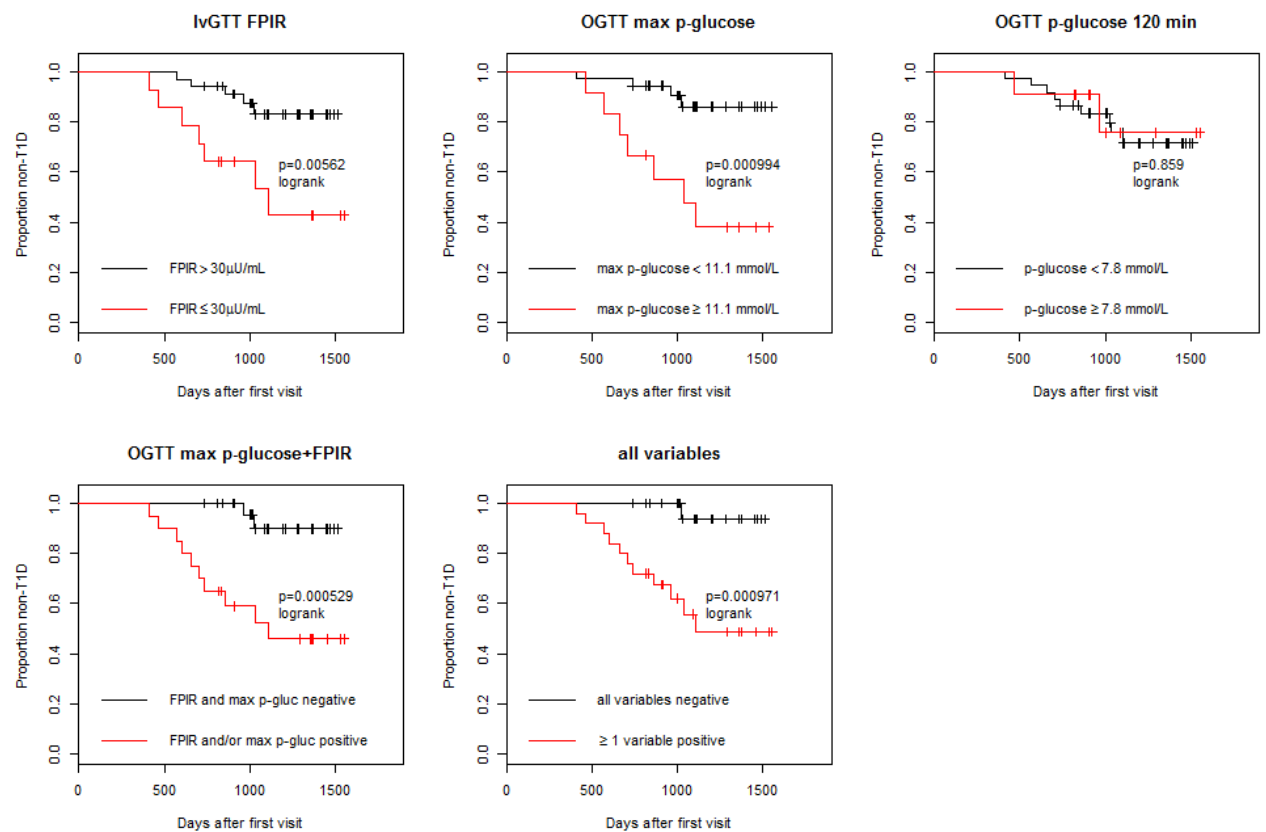 IvGTT FPIR
Proportion non-T1D
1.0
0.8
0.6
0.4
0.2
0.0
p=0.00562
logrank
FPIR > 30µU/mL
FPIR ≤ 30µU/mL
0 500 1000 1500
Days after first visit
OGTT max p-glucose
Proportion non-T1D
1.0
0.8
0.6
0.4
0.2
0.0
p=0.000994
logrank
max p-glucose < 11.1 mmol/L
max p-glucose ≥ 11.1 mmol/L
0 500 1000 1500
Days after first visit
OGTT p-glucose 120 min
Proportion non-T1D
1.0
0.8
0.6
0.4
0.2
0.0
p=0.859
logrank
p-glucose < 7.8 mmol/L
p-glucose ≥ 7.8 mmol/L
0 500 1000 1500
Days after first visit
OGTT max p-glucose+FPIR
Proportion non-T1D
1.0
0.8
0.6
0.4
0.2
0.0
p=0.000529
logrank
FPIR and max p-gluc negative
FPIR and/or max p-gluc positive
0 500 1000 1500
Days after first visit
all variables
Proportion non-T1D
1.0
0.8
0.6
0.4
0.2
0.0
p=0.000971
logrank
all variables negative
≥ 1 variable positive
0 500 1000 1500
Days after first visit